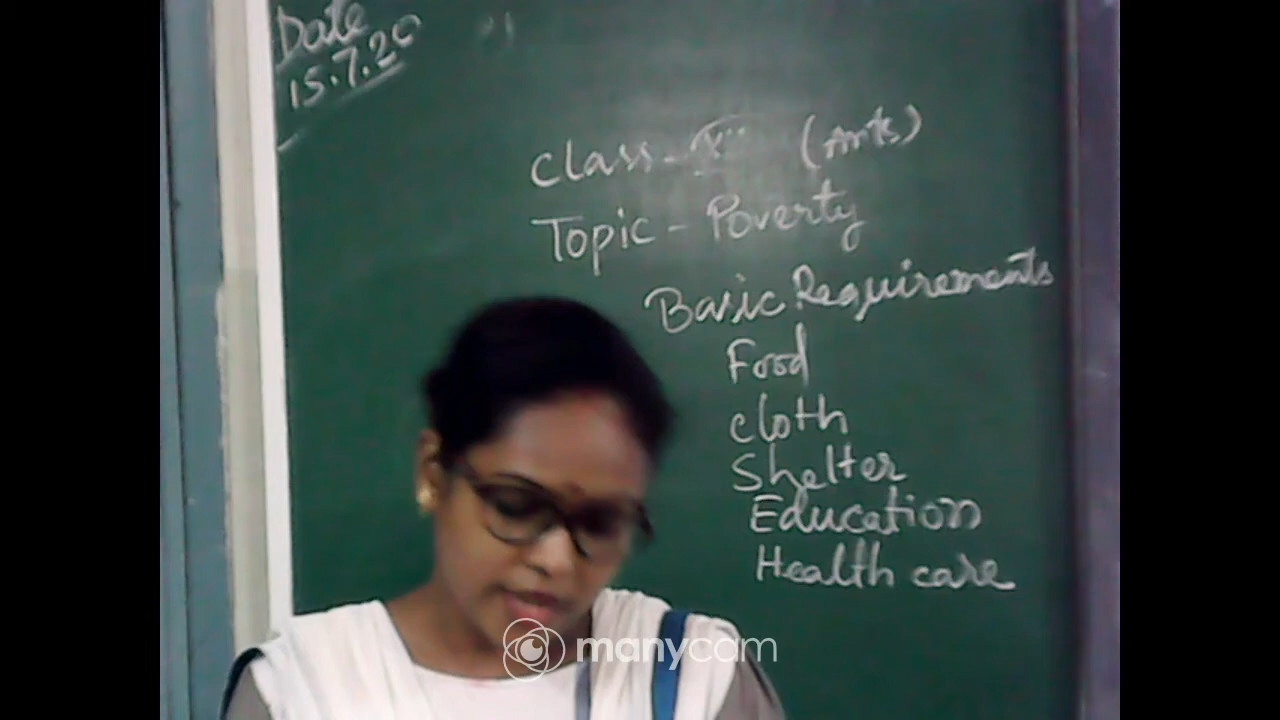 Date
15.7.20
Class - (Arts)
Topic - Poverty
Basic Requirements
Food
cloth
Shelter
Education
Health care
manycam